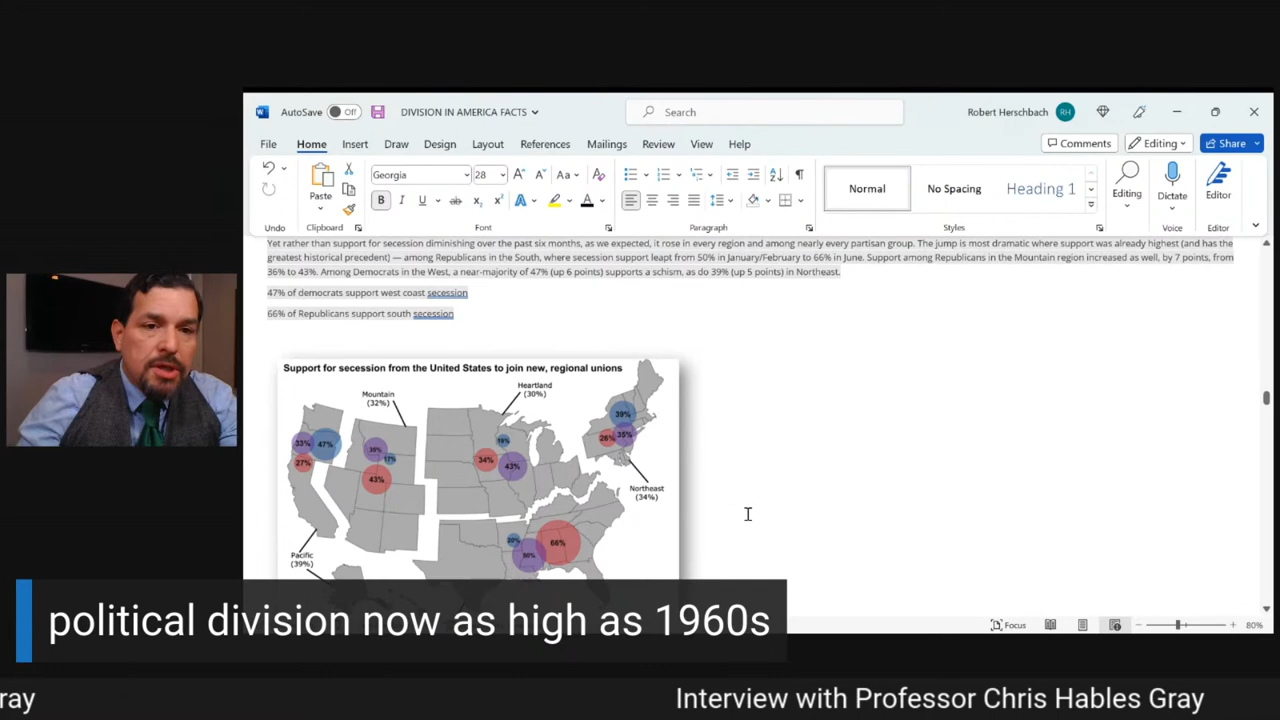 AutoSave Off DIVISION IN AMERICA FACTS Search Robert Herschbach RH
File Home Insert Draw Design Layout References Mailings Review View Help Comments Editing Share
Paste Georgia 28 Aa Normal No Spacing Heading 1 Editing Dictate Editor
Undo Clipboard Font Paragraph Styles Voice Editor
Yet rather than support for secession diminishing over the past six months, as we expected, it rose in every region and among nearly every partisan group. The jump is most dramatic where support was already highest (and has the
greatest historical precedent) — among Republicans in the South, where secession support leapt from 50% in January/February to 66% in June. Support among Republicans in the Mountain region increased as well, by 7 points, from
36% to 43%. Among Democrats in the West, a near-majority of 47% (up 6 points) supports a schism, as do 39% (up 5 points) in Northeast.
47% of democrats support west coast secession
66% of Republicans support south secession
Support for secession from the United States to join new, regional unions
Heartland
(30%)
Mountain
(32%)
39%
33% 47%
26% 35%
27%
43%
34% 43%
Northeast
(34%)
66%
50%
Pacific
(39%)
political division now as high as 1960s
Focus 80%
ray Interview with Professor Chris Hables Gray